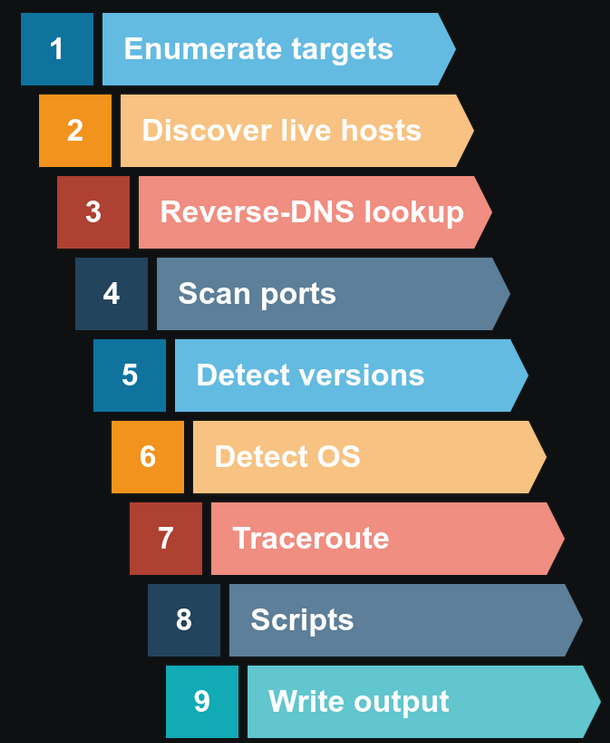 1 Enumerate targets
2 Discover live hosts
3 Reverse-DNS lookup
4 Scan ports
5 Detect versions
6 Detect OS
7 Traceroute
8 Scripts
9 Write output